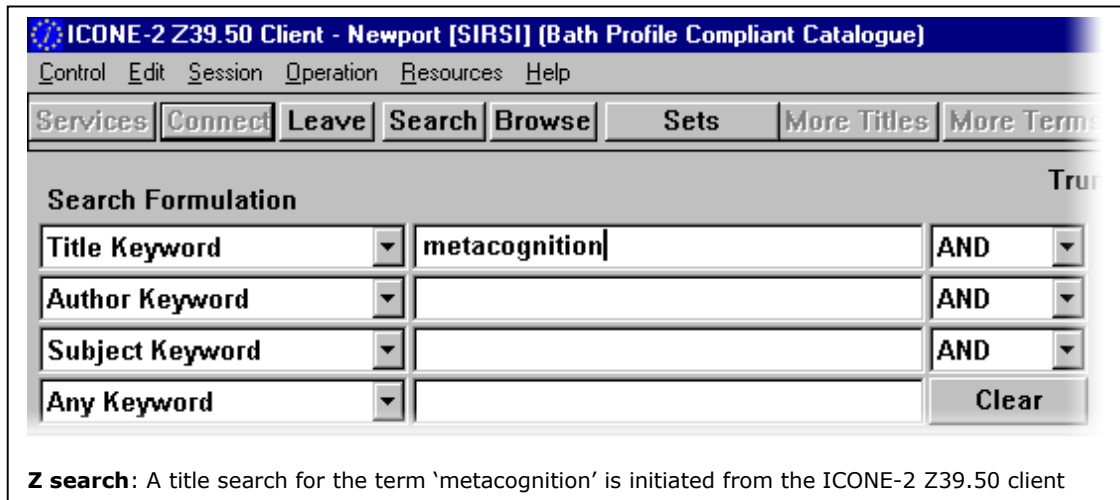 ICONE-2 Z39.50 Client - Newport [SIRSI] (Bath Profile Compliant Catalogue)
Control Edit Session Operation Resources Help
Services Connect Leave Search Browse Sets More Titles More Terms
Search Formulation
Title Keyword metacognition AND
Author Keyword AND
Subject Keyword AND
Any Keyword Clear
Z search: A title search for the term ‘metacognition’ is initiated from the ICONE-2 Z39.50 client